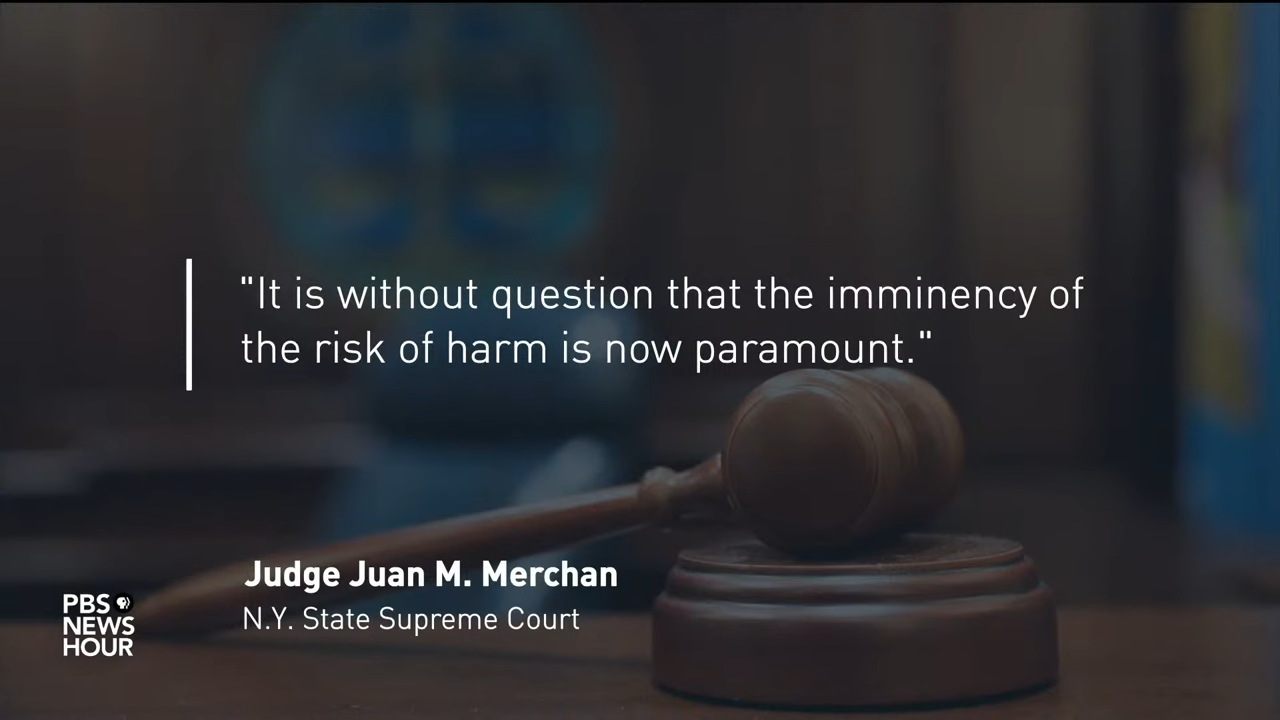 "It is without question that the imminency of
the risk of harm is now paramount."
Judge Juan M. Merchan
N.Y. State Supreme Court
PBS
NEWS
HOUR